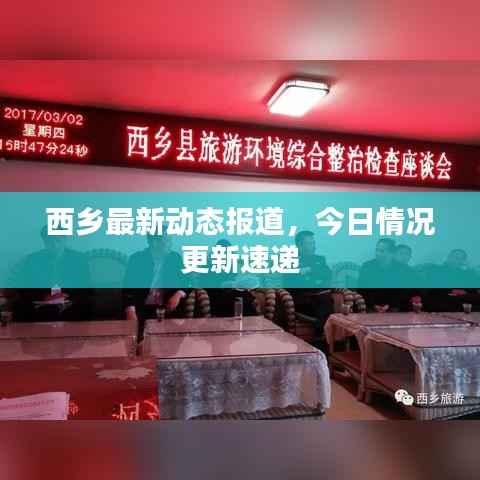 2017/03/02
星期四
15时47分24秒
西乡县旅游环境综合整治检查座谈会
西乡最新动态报道，今日情况
更新速递
西乡旅游